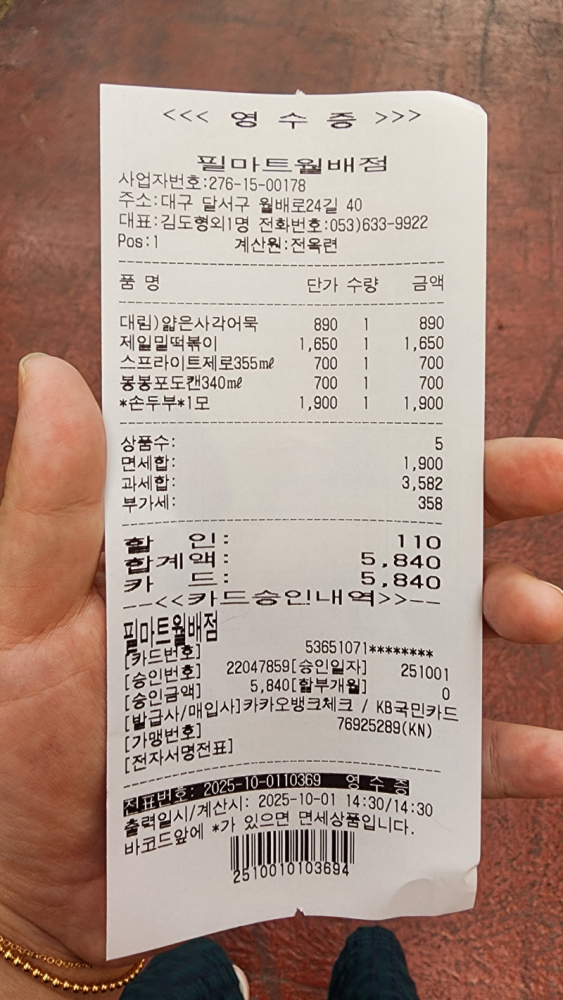 <<< 영 수 증 >>>
필마트월배점
사업자번호:276-15-00178
주소:대구 달서구 월배로24길 40
대표:김도형외1명 전화번호:053)633-9922
Pos:1 계산원:전옥련
품 명 단가 수량 금액
대림)얇은사각어묵 890 1 890
제일밀떡볶이 1,650 1 1,650
스프라이트제로355㎖ 700 1 700
봉봉포도캔340㎖ 700 1 700
*손두부*1모 1,900 1 1,900
상품수: 5
면세합: 1,900
과세합: 3,582
부가세: 358
할 인: 110
합계액: 5,840
카 드: 5,840
--<<카드승인내역>>--
필마트월배점
[카드번호] 53651071********
[승인번호] 22047859[승인일자] 251001
[승인금액] 5,840[할부개월] 0
[발급사/매입사]카카오뱅크체크 / KB국민카드
[가맹번호] 76925289(KN)
[전자서명전표]
전표번호: 2025-10-0110369 영 수 증
출력일시/계산시: 2025-10-01 14:30/14:30
바코드앞에 *가 있으면 면세상품입니다.
2510010103694